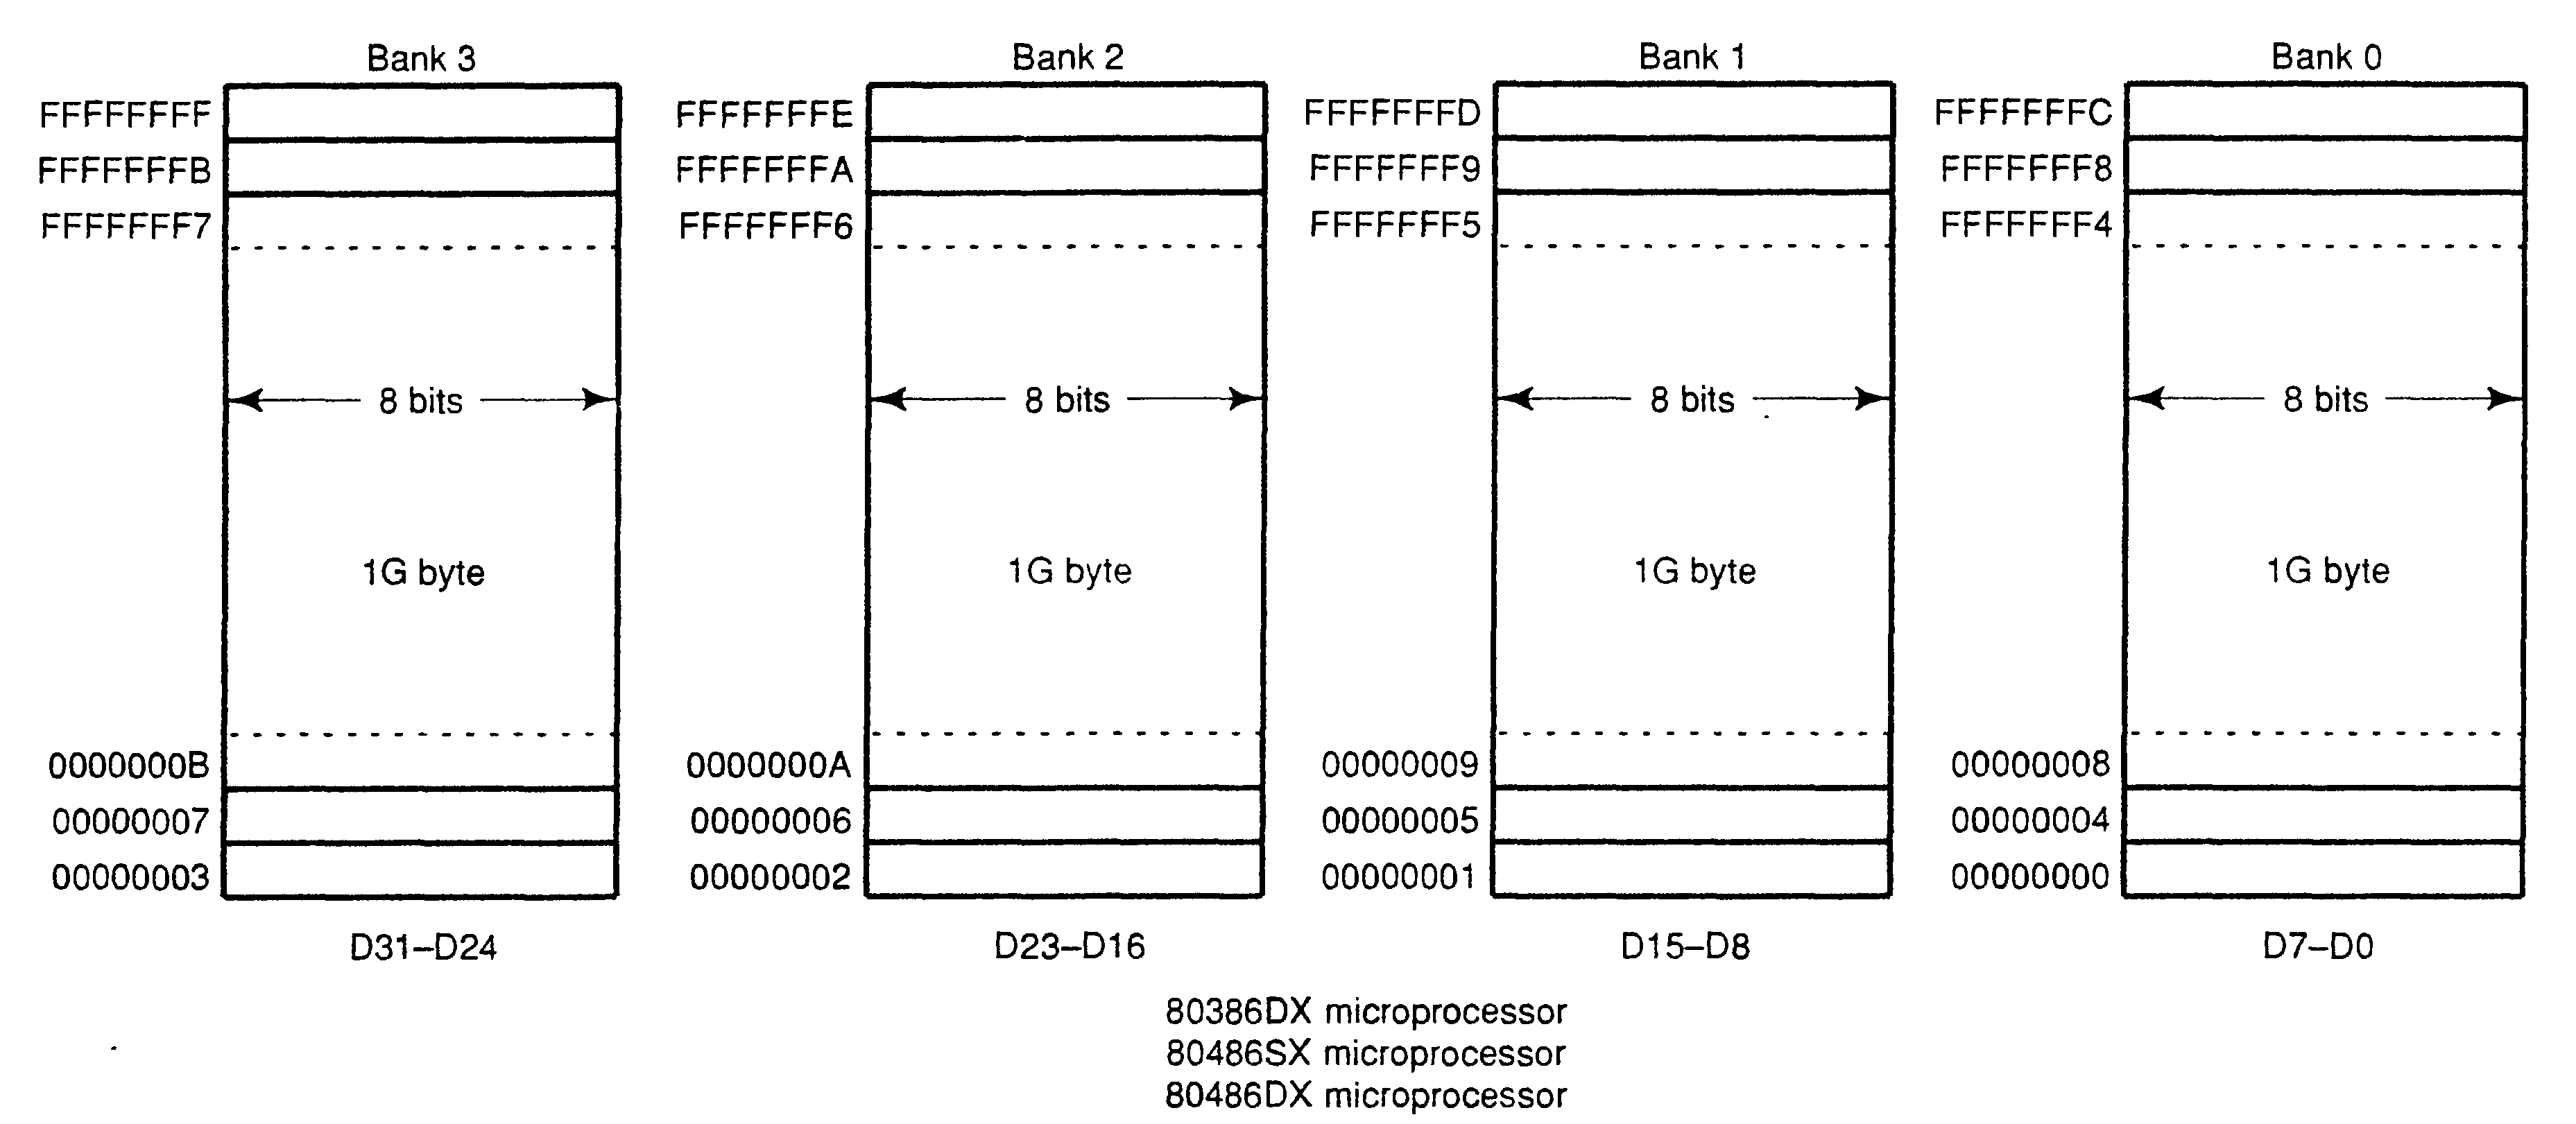 Bank 3 Bank 2 Bank 1 Bank 0
FFFFFFFF FFFFFFFE FFFFFFFD FFFFFFFC
FFFFFFFB FFFFFFFA FFFFFFF9 FFFFFFF8
FFFFFFF7 FFFFFFF6 FFFFFFF5 FFFFFFF4
8 bits 8 bits 8 bits 8 bits
1G byte 1G byte 1G byte 1G byte
0000000B 0000000A 00000009 00000008
00000007 00000006 00000005 00000004
00000003 00000002 00000001 00000000
D31–D24 D23–D16 D15–D8 D7–D0
80386DX microprocessor
80486SX microprocessor
80486DX microprocessor